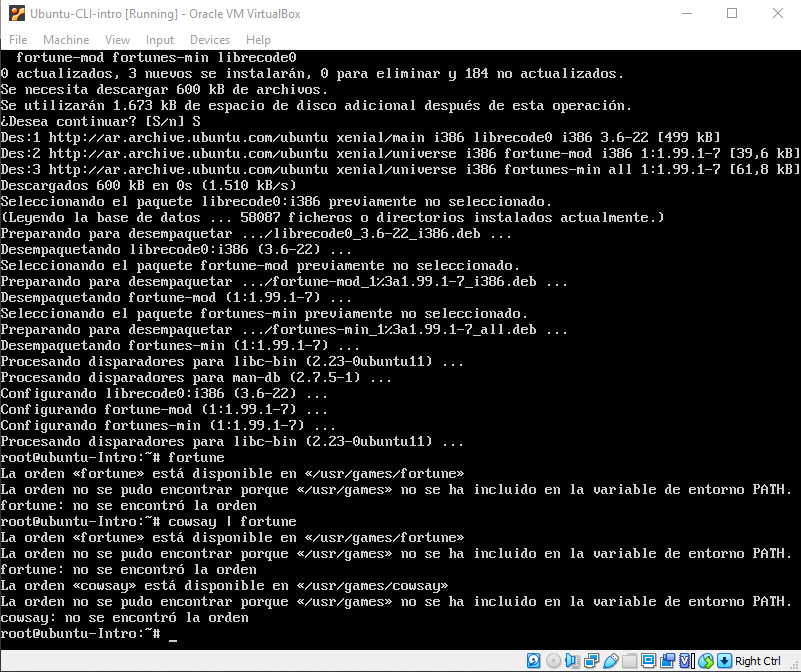 Ubuntu-CLI-intro [Running] - Oracle VM VirtualBox
File Machine View Input Devices Help
fortune-mod fortunes-min librecode0
0 actualizados, 3 nuevos se instalarán, 0 para eliminar y 184 no actualizados.
Se necesita descargar 600 kB de archivos.
Se utilizarán 1.673 kB de espacio de disco adicional después de esta operación.
¿Desea continuar? [S/n] S
Des:1 http://ar.archive.ubuntu.com/ubuntu xenial/main i386 librecode0 i386 3.6-22 [499 kB]
Des:2 http://ar.archive.ubuntu.com/ubuntu xenial/universe i386 fortune-mod i386 1:1.99.1-7 [39,6 kB]
Des:3 http://ar.archive.ubuntu.com/ubuntu xenial/universe i386 fortunes-min all 1:1.99.1-7 [61,8 kB]
Descargados 600 kB en 0s (1.510 kB/s)
Seleccionando el paquete librecode0:i386 previamente no seleccionado.
(Leyendo la base de datos ... 58087 ficheros o directorios instalados actualmente.)
Preparando para desempaquetar .../librecode0_3.6-22_i386.deb ...
Desempaquetando librecode0:i386 (3.6-22) ...
Seleccionando el paquete fortune-mod previamente no seleccionado.
Preparando para desempaquetar .../fortune-mod_1%3a1.99.1-7_i386.deb ...
Desempaquetando fortune-mod (1:1.99.1-7) ...
Seleccionando el paquete fortunes-min previamente no seleccionado.
Preparando para desempaquetar .../fortunes-min_1%3a1.99.1-7_all.deb ...
Desempaquetando fortunes-min (1:1.99.1-7) ...
Procesando disparadores para libc-bin (2.23-0ubuntu11) ...
Procesando disparadores para man-db (2.7.5-1) ...
Configurando librecode0:i386 (3.6-22) ...
Configurando fortune-mod (1:1.99.1-7) ...
Configurando fortunes-min (1:1.99.1-7) ...
Procesando disparadores para libc-bin (2.23-0ubuntu11) ...
root@ubuntu-Intro:~# fortune
La orden «fortune» está disponible en «/usr/games/fortune»
La orden no se pudo encontrar porque «/usr/games» no se ha incluido en la variable de entorno PATH.
fortune: no se encontró la orden
root@ubuntu-Intro:~# cowsay | fortune
La orden «fortune» está disponible en «/usr/games/fortune»
La orden no se pudo encontrar porque «/usr/games» no se ha incluido en la variable de entorno PATH.
fortune: no se encontró la orden
La orden «cowsay» está disponible en «/usr/games/cowsay»
La orden no se pudo encontrar porque «/usr/games» no se ha incluido en la variable de entorno PATH.
cowsay: no se encontró la orden
root@ubuntu-Intro:~# _
Right Ctrl